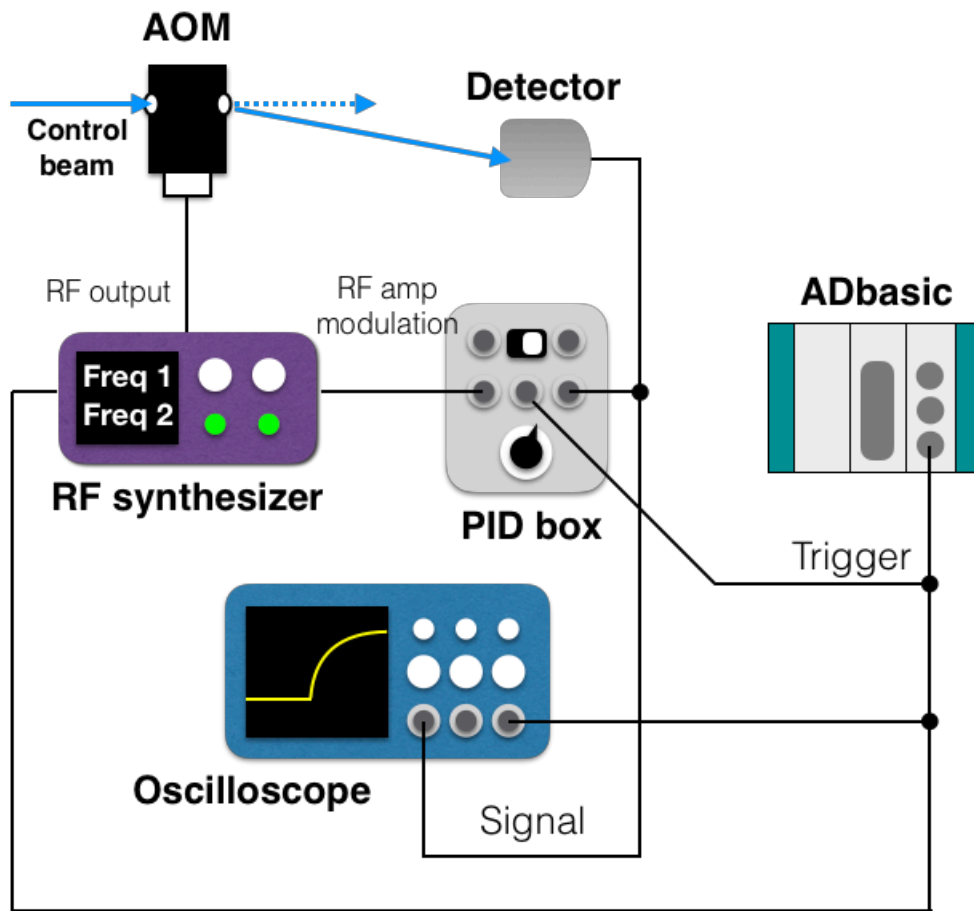 AOM
Control
beam
Detector
RF output
RF amp
modulation
ADbasic
Freq 1
Freq 2
RF synthesizer
PID box
Trigger
Oscilloscope
Signal